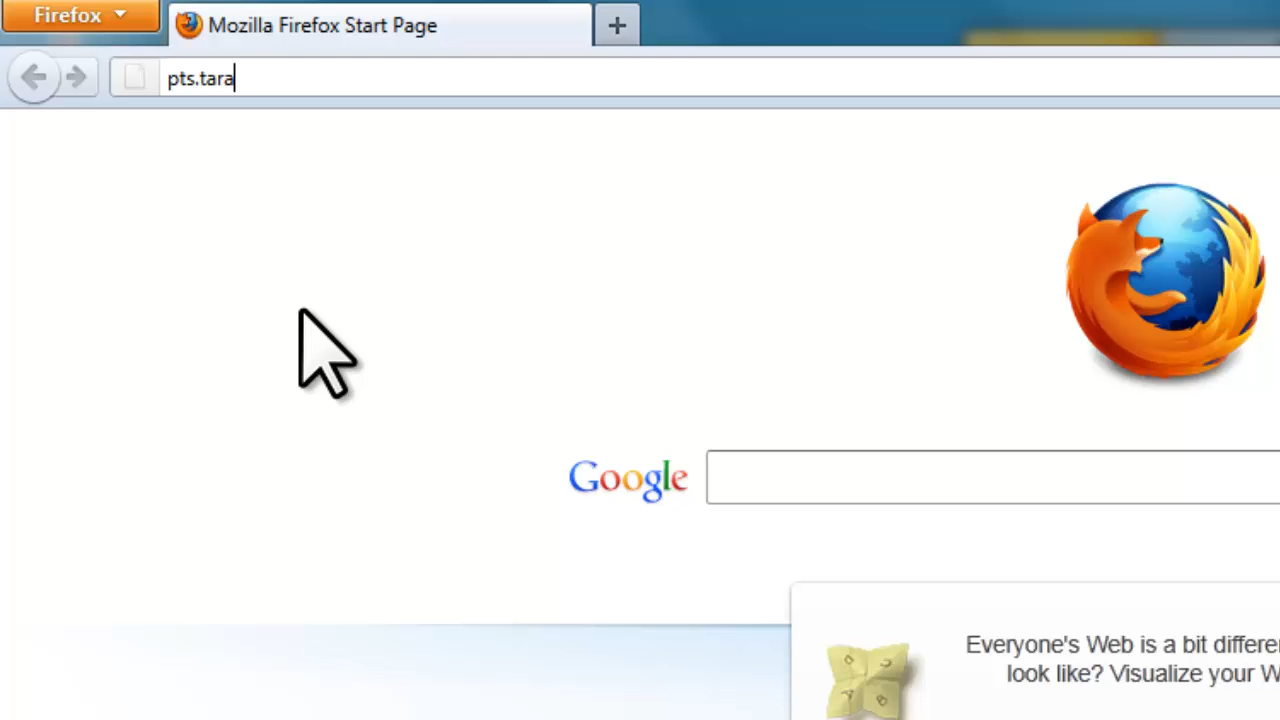 Firefox
Mozilla Firefox Start Page
pts.tara
Google
Everyone's Web is a bit differe
look like? Visualize your W